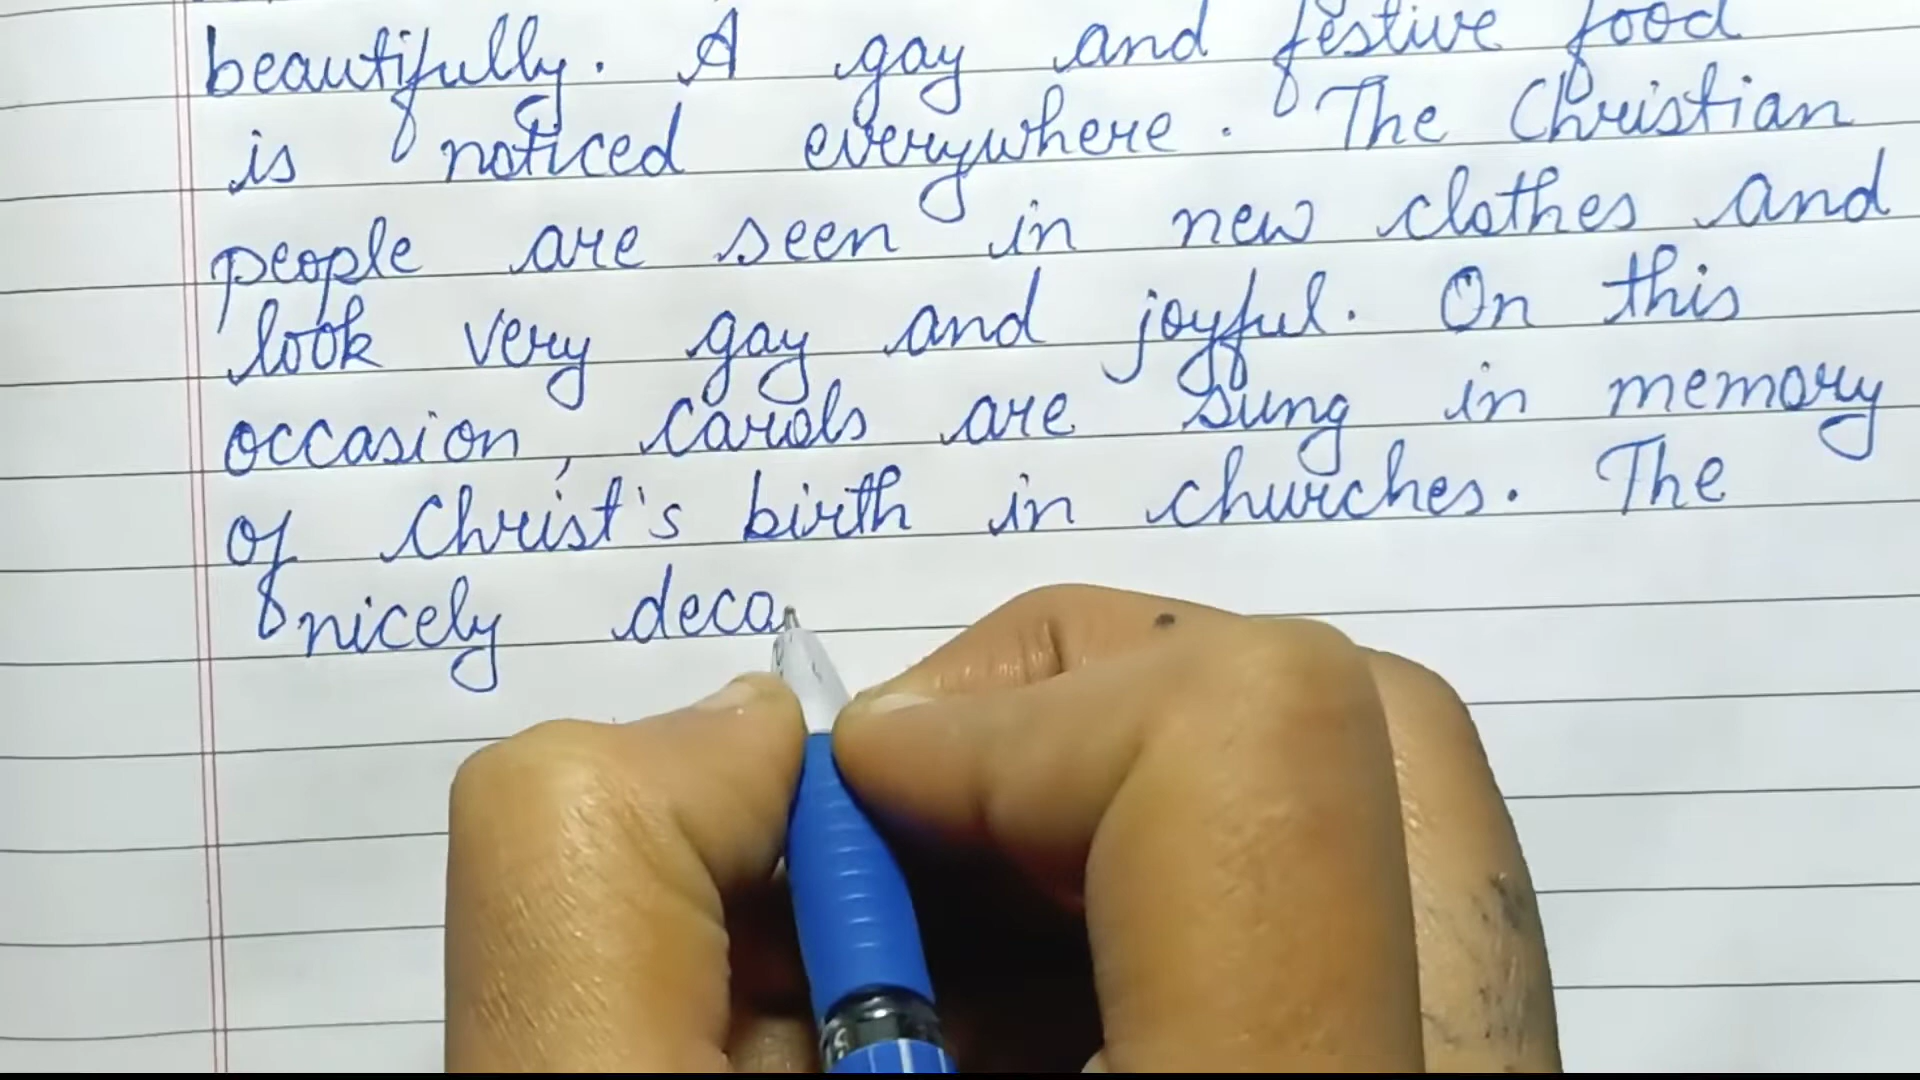 beautifully. A gay and festive food
is noticed everywhere. The Christian
people are seen in new clothes and
look very gay and joyful. On this
occasion, carols are sung in memory
of Christ's birth in churches. The
nicely deco